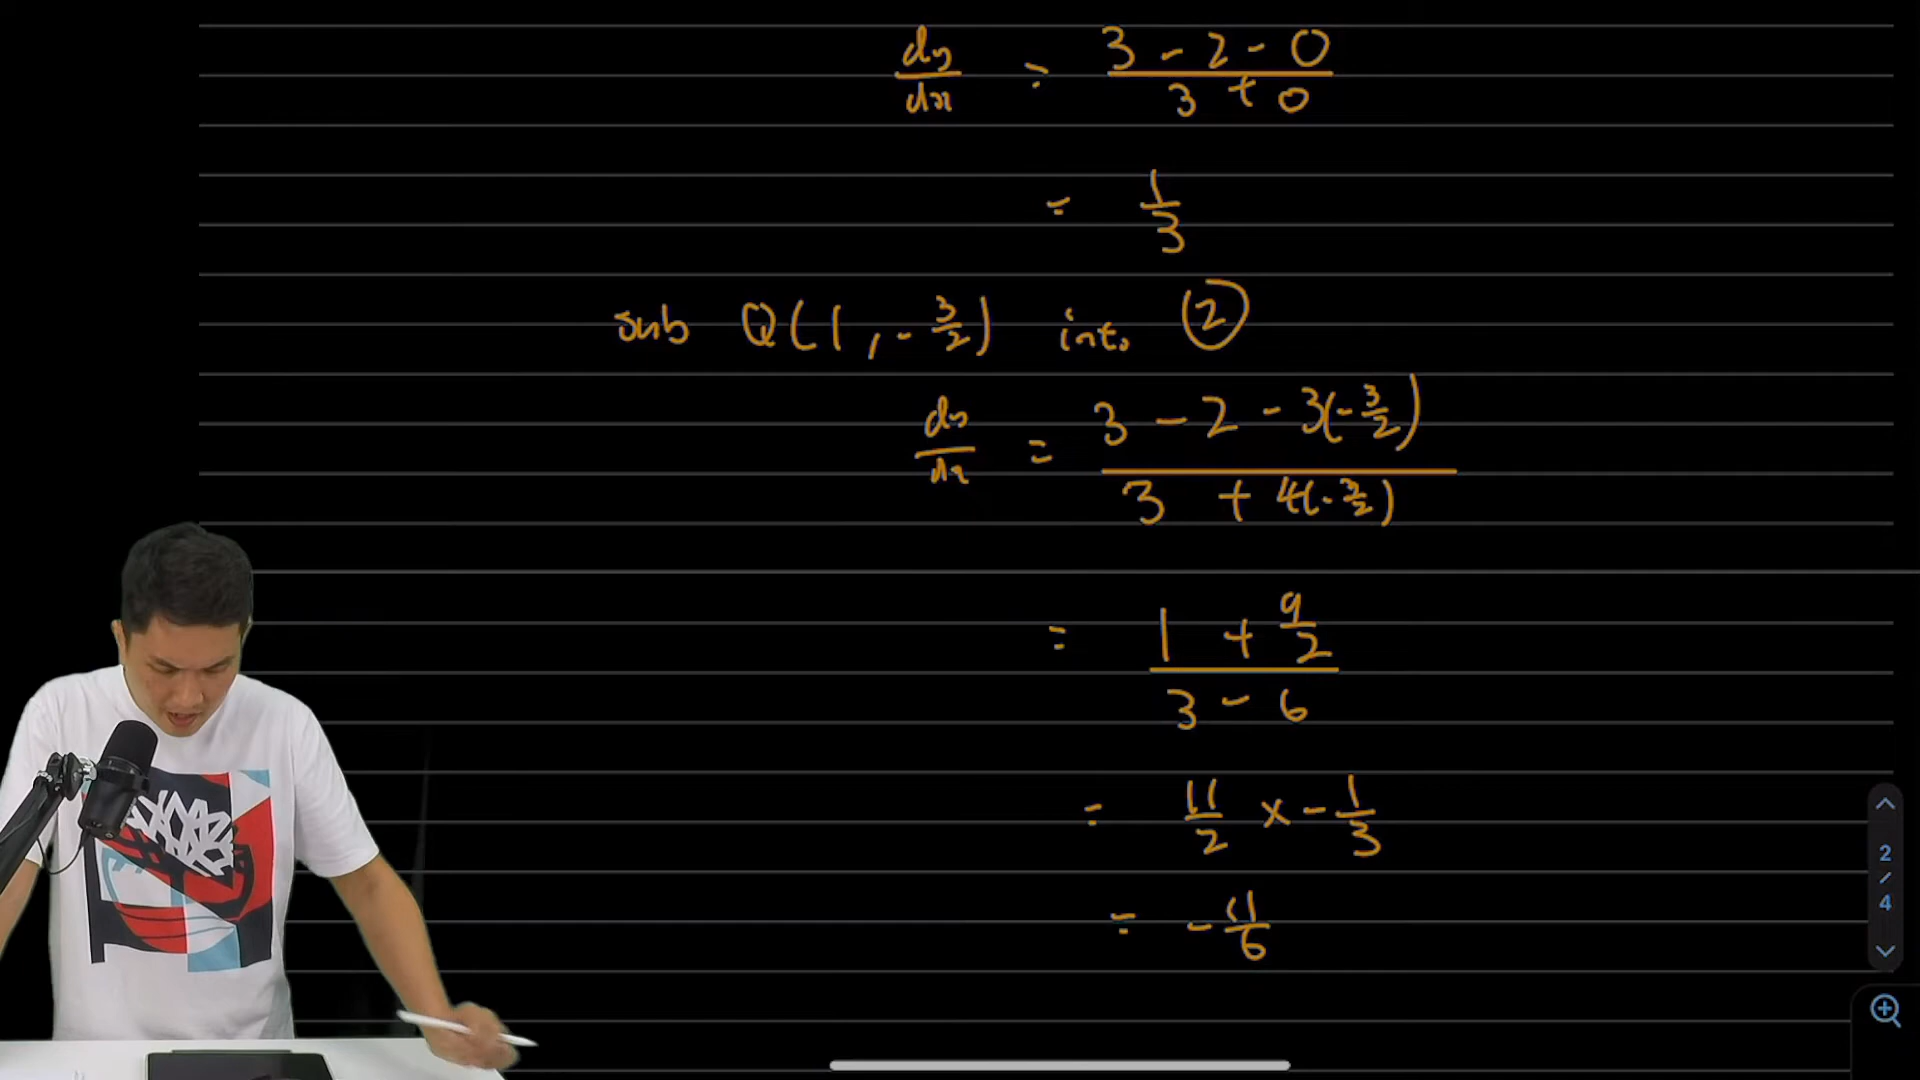 dy/dx = (3 - 2 - 0)/(3 + 0)
= 1/3
sub Q(1, -3/2) into ②
dy/dx = (3 - 2 - 3(-3/2))/(3 + 4(-3/2))
= (1 + 9/2)/(3 - 6)
= 11/2 x - 1/3
= - 11/6
2
/
4